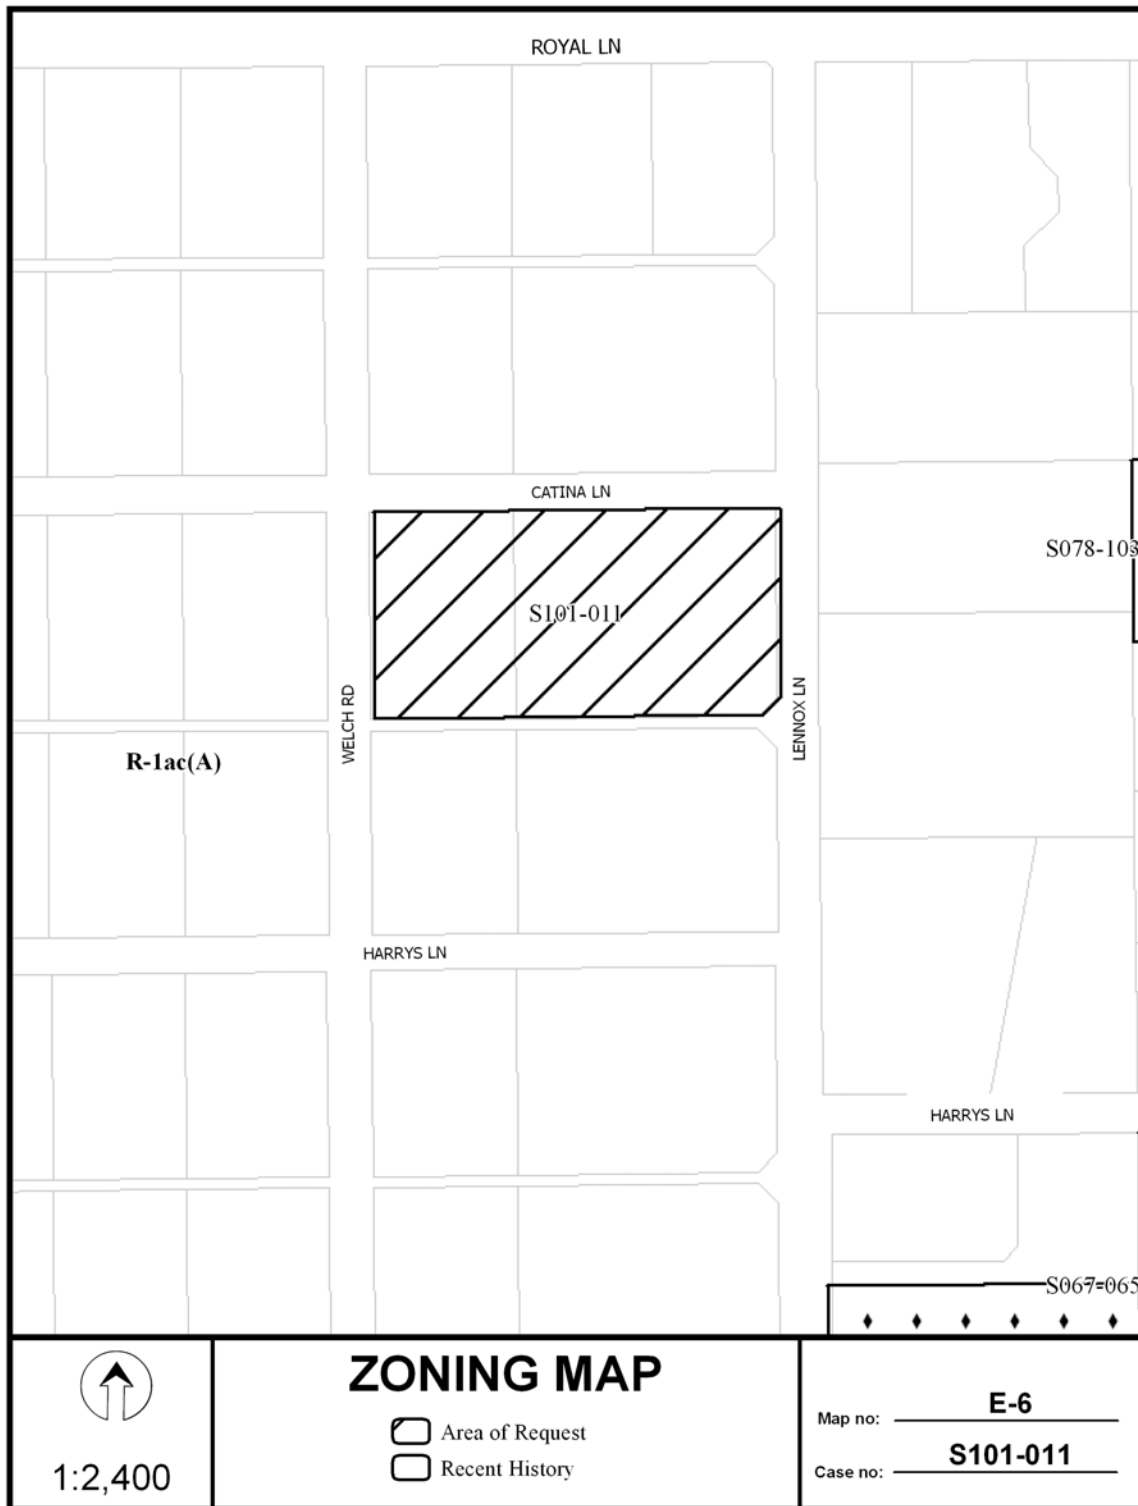 ROYAL LN
CATINA LN
S078-103
S101-011
WELCH RD
LENNOX LN
R-1ac(A)
HARRYS LN
HARRYS LN
S067-065
1:2,400
ZONING MAP
Area of Request
Recent History
Map no: E-6
Case no: S101-011